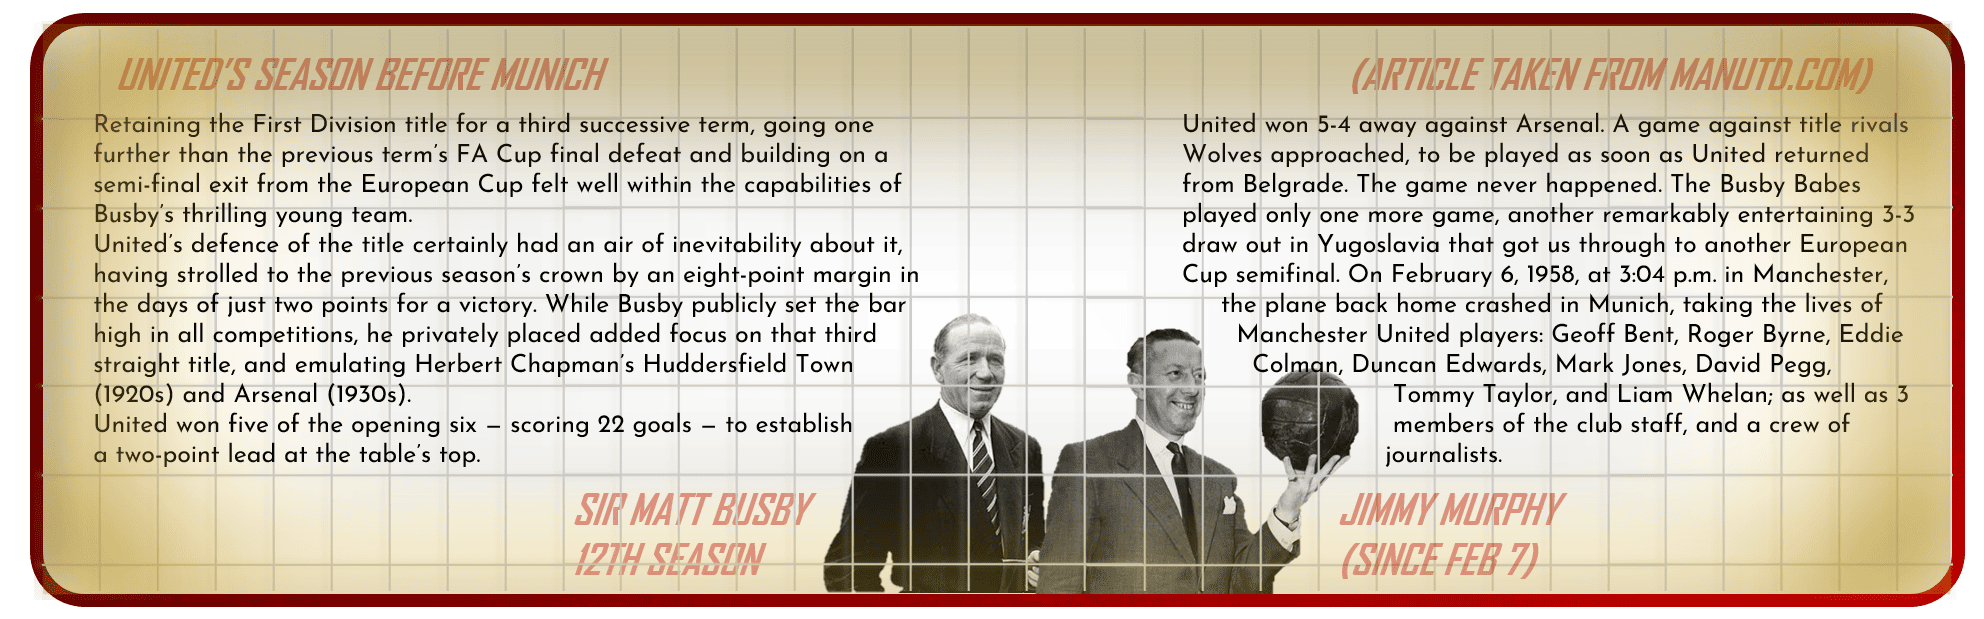 UNITED'S SEASON BEFORE MUNICH
Retaining the First Division title for a third successive term, going one
further than the previous term's FA Cup final defeat and building on a
semi-final exit from the European Cup felt well within the capabilities of
Busby's thrilling young team.
United's defence of the title certainly had an air of inevitability about it,
having strolled to the previous season's crown by an eight-point margin in
the days of just two points for a victory. While Busby publicly set the bar
high in all competitions, he privately placed added focus on that third
straight title, and emulating Herbert Chapman's Huddersfield Town
(1920s) and Arsenal (1930s).
United won five of the opening six – scoring 22 goals – to establish
a two-point lead at the table's top.
(ARTICLE TAKEN FROM MANUTD.COM)
United won 5-4 away against Arsenal. A game against title rivals
Wolves approached, to be played as soon as United returned
from Belgrade. The game never happened. The Busby Babes
played only one more game, another remarkably entertaining 3-3
draw out in Yugoslavia that got us through to another European
Cup semifinal. On February 6, 1958, at 3:04 p.m. in Manchester,
the plane back home crashed in Munich, taking the lives of
Manchester United players: Geoff Bent, Roger Byrne, Eddie
Colman, Duncan Edwards, Mark Jones, David Pegg,
Tommy Taylor, and Liam Whelan; as well as 3
members of the club staff, and a crew of
journalists.
SIR MATT BUSBY
12TH SEASON
JIMMY MURPHY
(SINCE FEB 7)